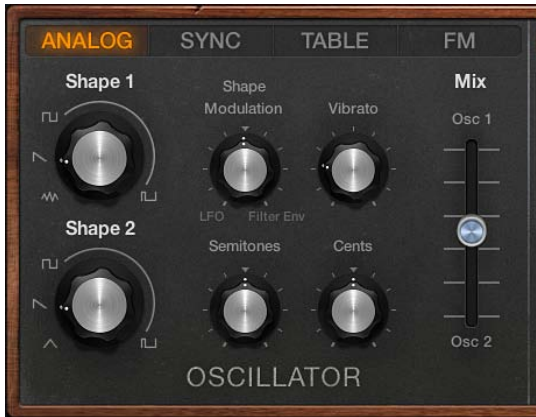 ANALOG SYNC TABLE FM
Shape 1
Shape
Modulation
Vibrato
Mix
Osc 1
LFO
Filter Env
Shape 2
Semitones
Cents
Osc 2
OSCILLATOR